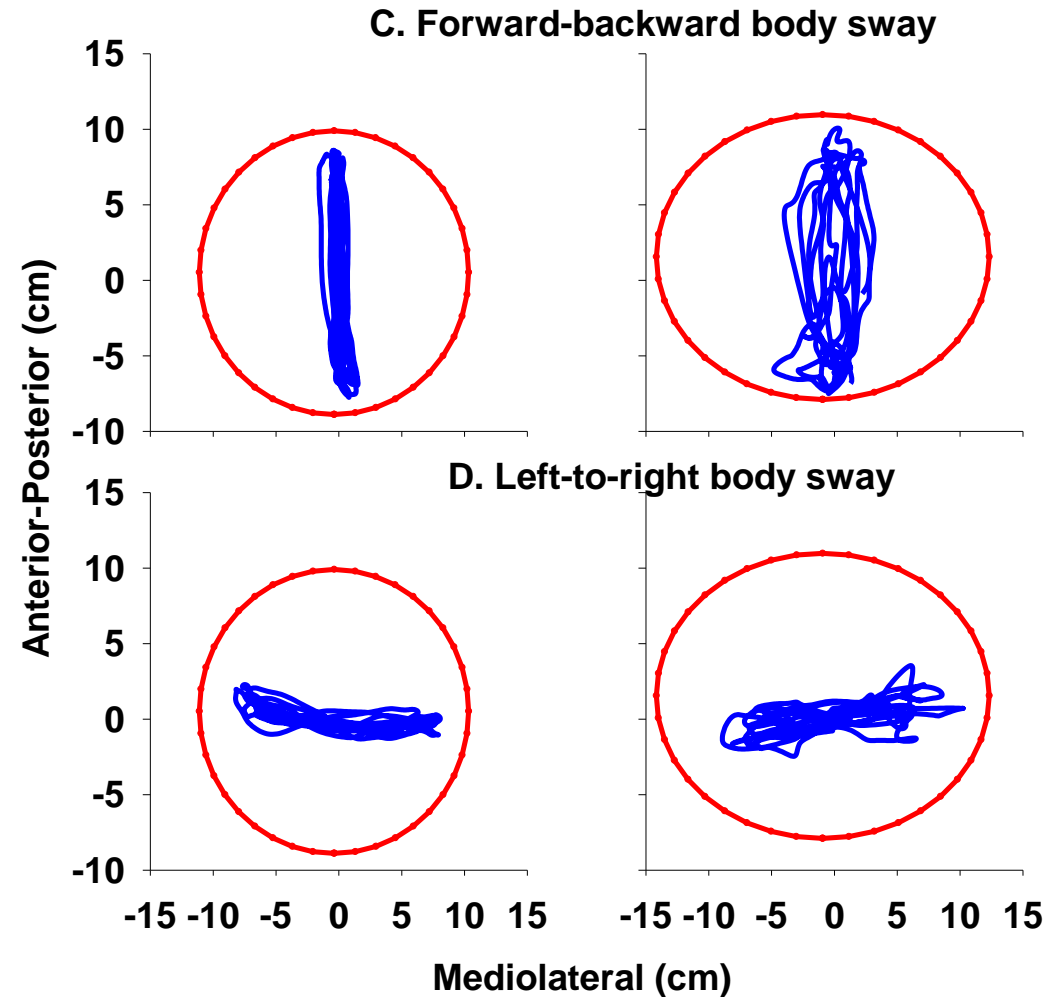 C. Forward-backward body sway
15
10
5
0
-5
-10
D. Left-to-right body sway
15
10
5
0
-5
-10
Anterior-Posterior (cm)
-15 -10 -5 0 5 10 15
-15 -10 -5 0 5 10 15
Mediolateral (cm)